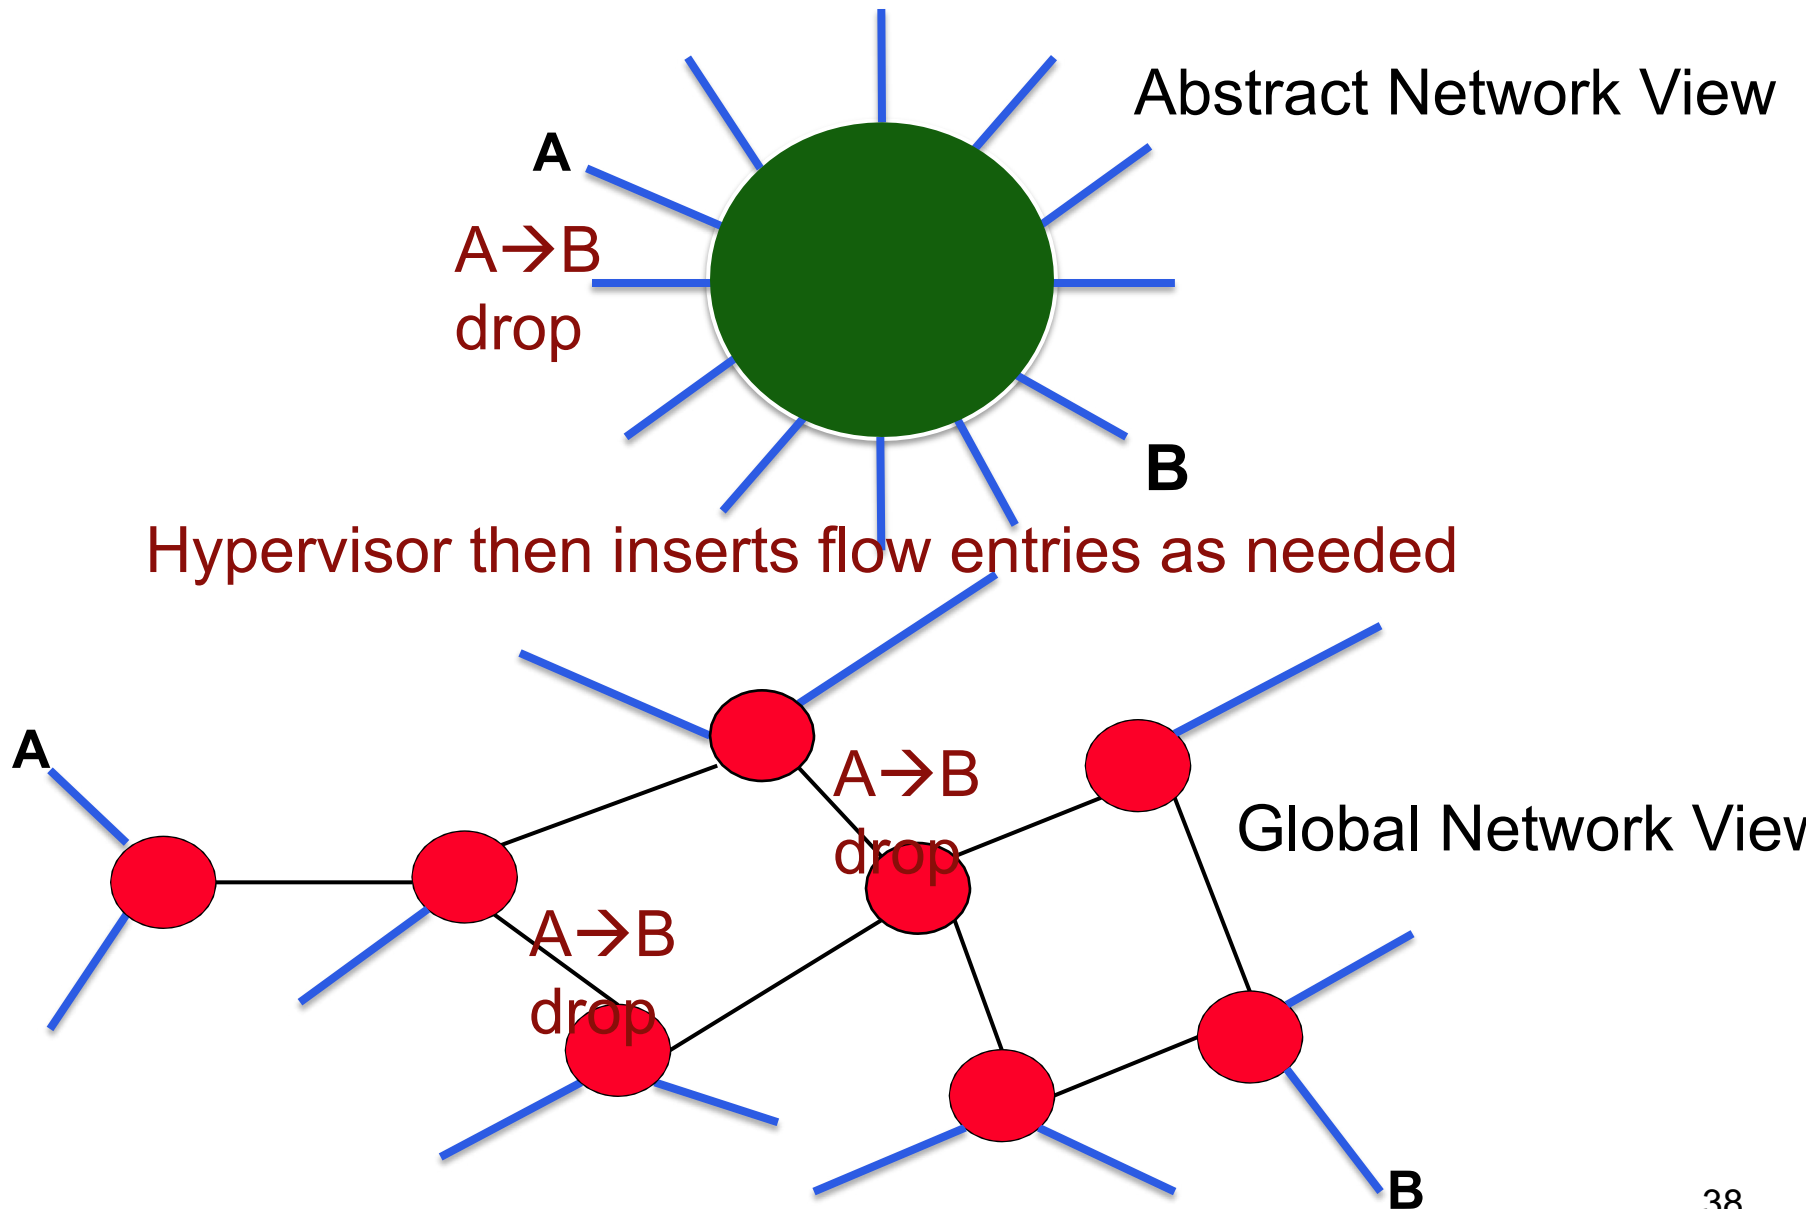 Abstract Network View
A
A→B
drop
B
Hypervisor then inserts flow entries as needed
A
A→B
drop
Global Network View
A→B
drop
B
38